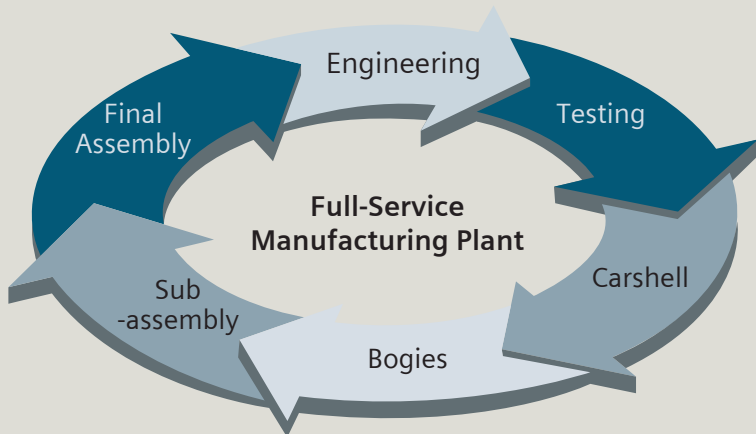 Engineering
Testing
Final
Assembly
Full-Service
Manufacturing Plant
Carshell
Sub
-assembly
Bogies